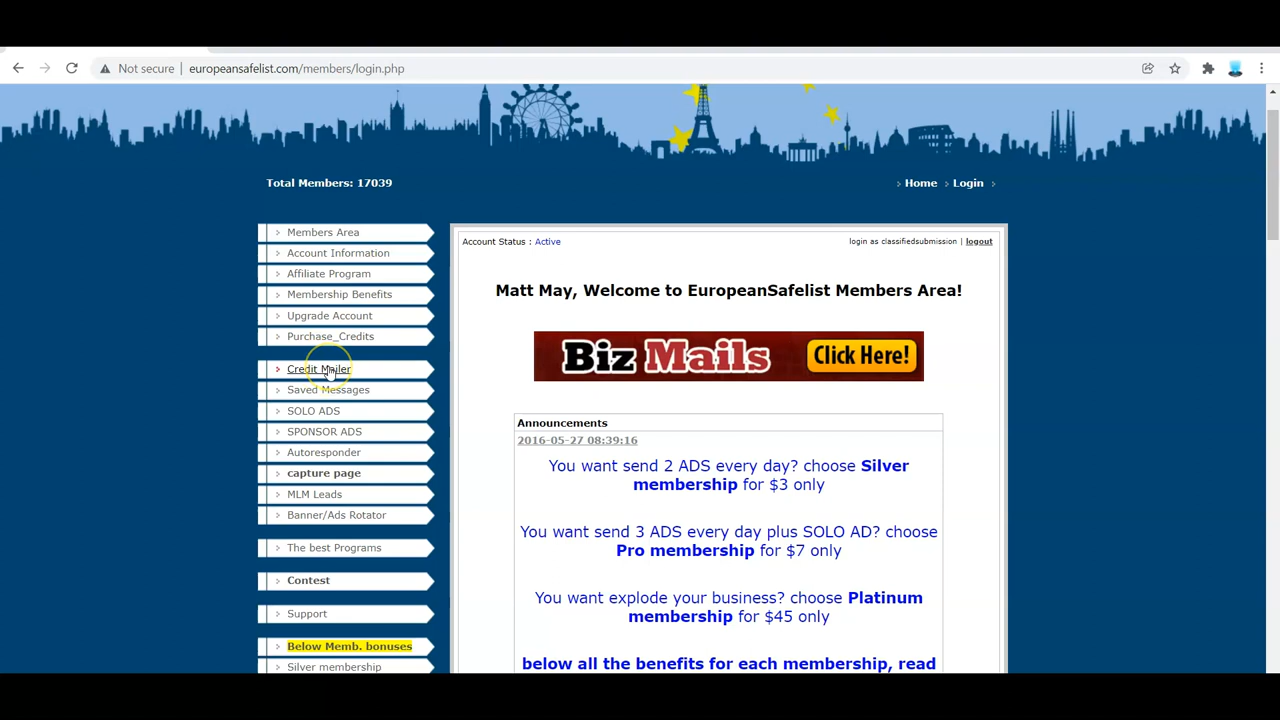 Not secure
europeansafelist.com/members/login.php
Total Members: 17039
Home
Login
Members Area
Account Information
Affiliate Program
Membership Benefits
Upgrade Account
Purchase_Credits
Credit Mailer
Saved Messages
SOLO ADS
SPONSOR ADS
Autoresponder
capture page
MLM Leads
Banner/Ads Rotator
The best Programs
Contest
Support
Below Memb. bonuses
Silver membership
Account Status : Active
login as classifiedsubmission | logout
Matt May, Welcome to EuropeanSafelist Members Area!
Biz Mails
Click Here!
Announcements
2016-05-27 08:39:16
You want send 2 ADS every day? choose Silver
membership for $3 only
You want send 3 ADS every day plus SOLO AD? choose
Pro membership for $7 only
You want explode your business? choose Platinum
membership for $45 only
below all the benefits for each membership, read